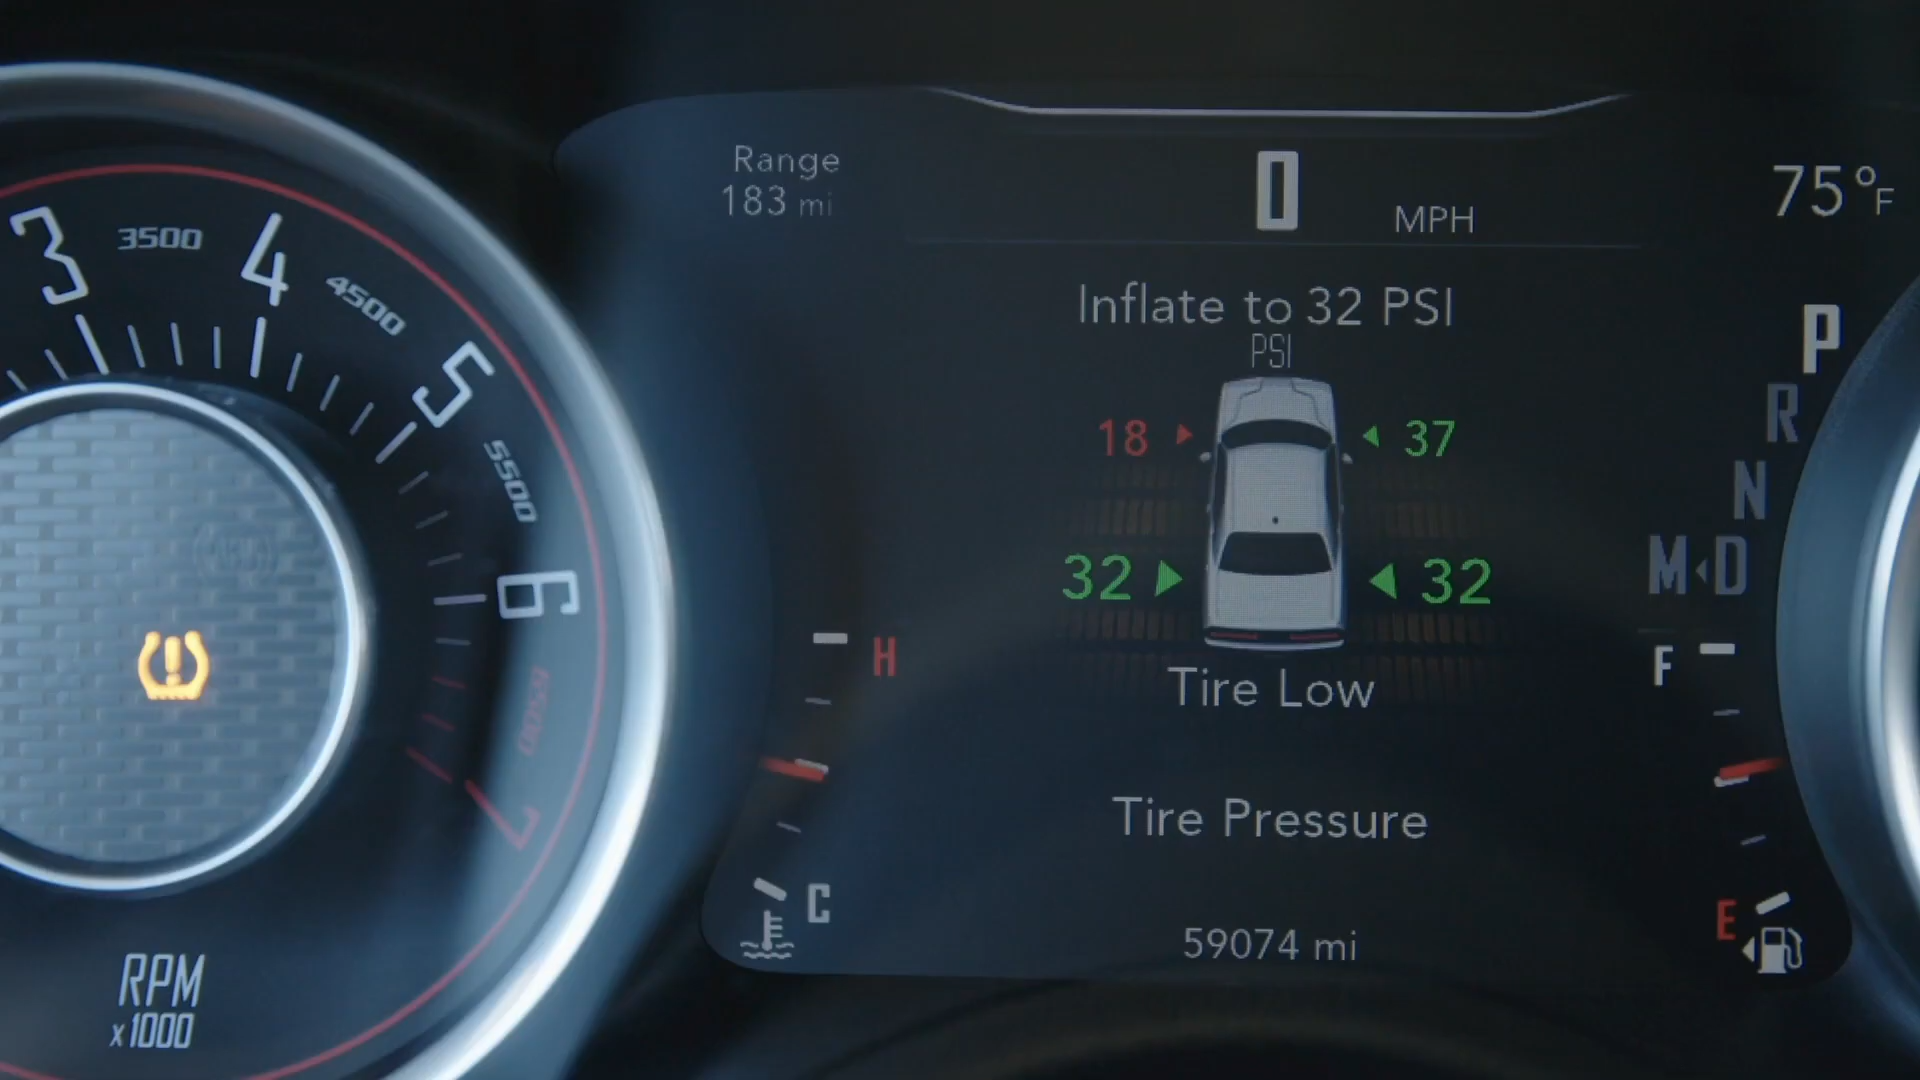 3
3500
4
4500
5
5500
6
6500
7
RPM
x1000
Range
183 mi
0 MPH
75°F
Inflate to 32 PSI
PSI
18 37
32 32
Tire Low
Tire Pressure
59074 mi
H
C
P
R
N
M D
F
E